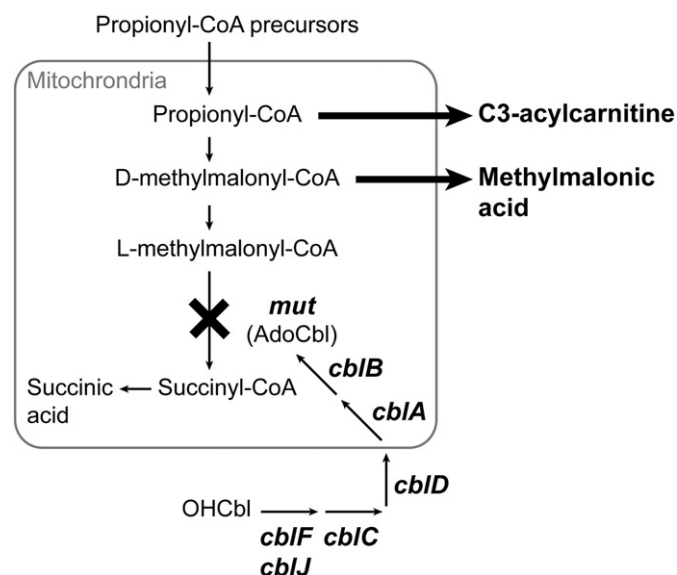 Propionyl-CoA precursors
Mitochrondria
Propionyl-CoA
C3-acylcarnitine
D-methylmalonyl-CoA
Methylmalonic
acid
L-methylmalonyl-CoA
mut
(AdoCbl)
cblB
Succinic
acid
Succinyl-CoA
cblA
cblD
OHCbl
cblF
cblJ
cblC